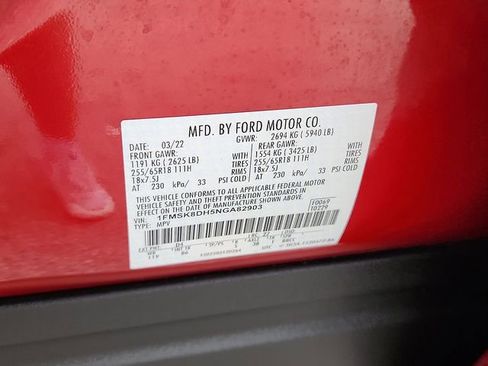 MFD. BY FORD MOTOR CO.
DATE: 03/22 GVWR: 2694 KG ( 5940 LB)
FRONT GAWR: REAR GAWR:
1191 KG ( 2625 LB) 1554 KG ( 3425 LB)
255/65R18 111H TIRES 255/65R18 111H TIRES
18x7.5J 18x7.5J
AT 230 kPa/ 33 PSI COLD AT 230 kPa/ 33 PSI COLD
THIS VEHICLE CONFORMS TO ALL APPLICABLE FEDERAL MOTOR
VEHICLE SAFETY AND THEFT PREVENTION STANDARDS IN
EFFECT ON THE DATE OF MANUFACTURE SHOWN ABOVE.
VIN: 1FMSK8DH5NGA82903 F0069
TYPE: MPV T0229